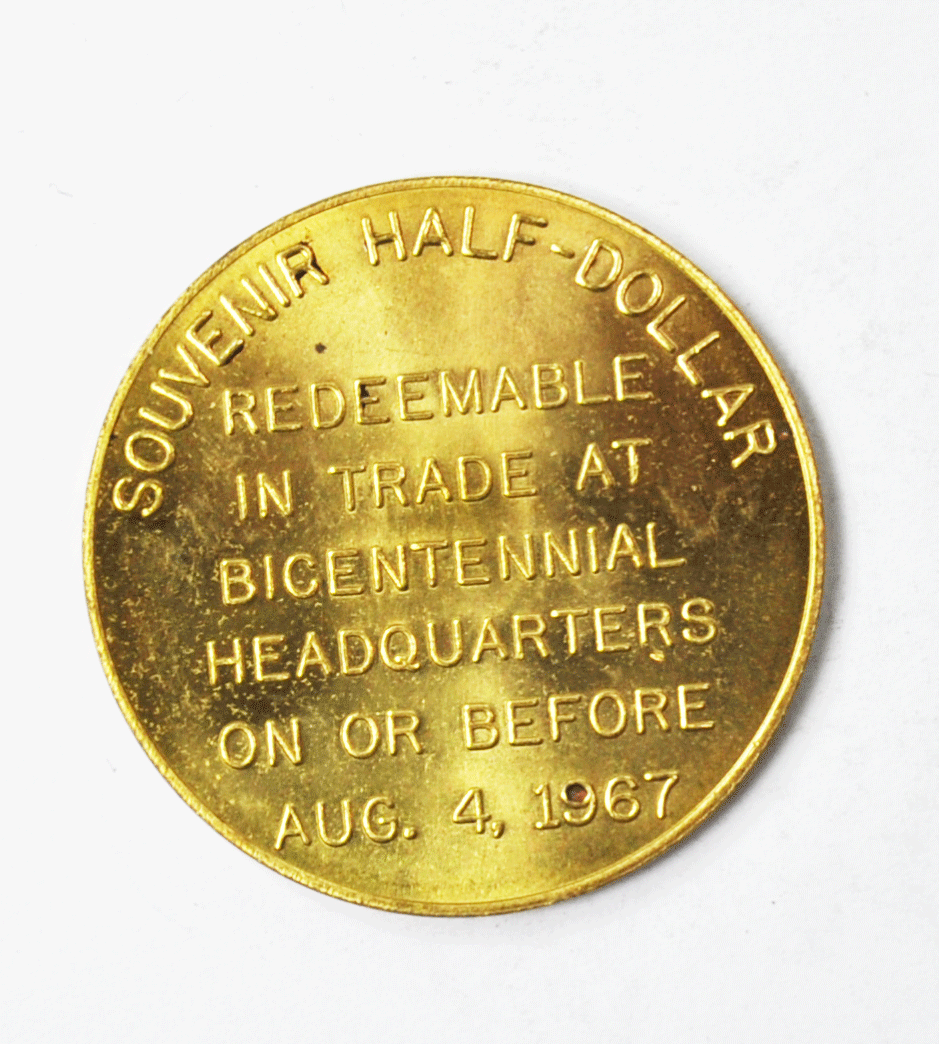 SOUVENIR HALF-DOLLAR
REDEEMABLE
IN TRADE AT
BICENTENNIAL
HEADQUARTERS
ON OR BEFORE
AUG. 4, 1967